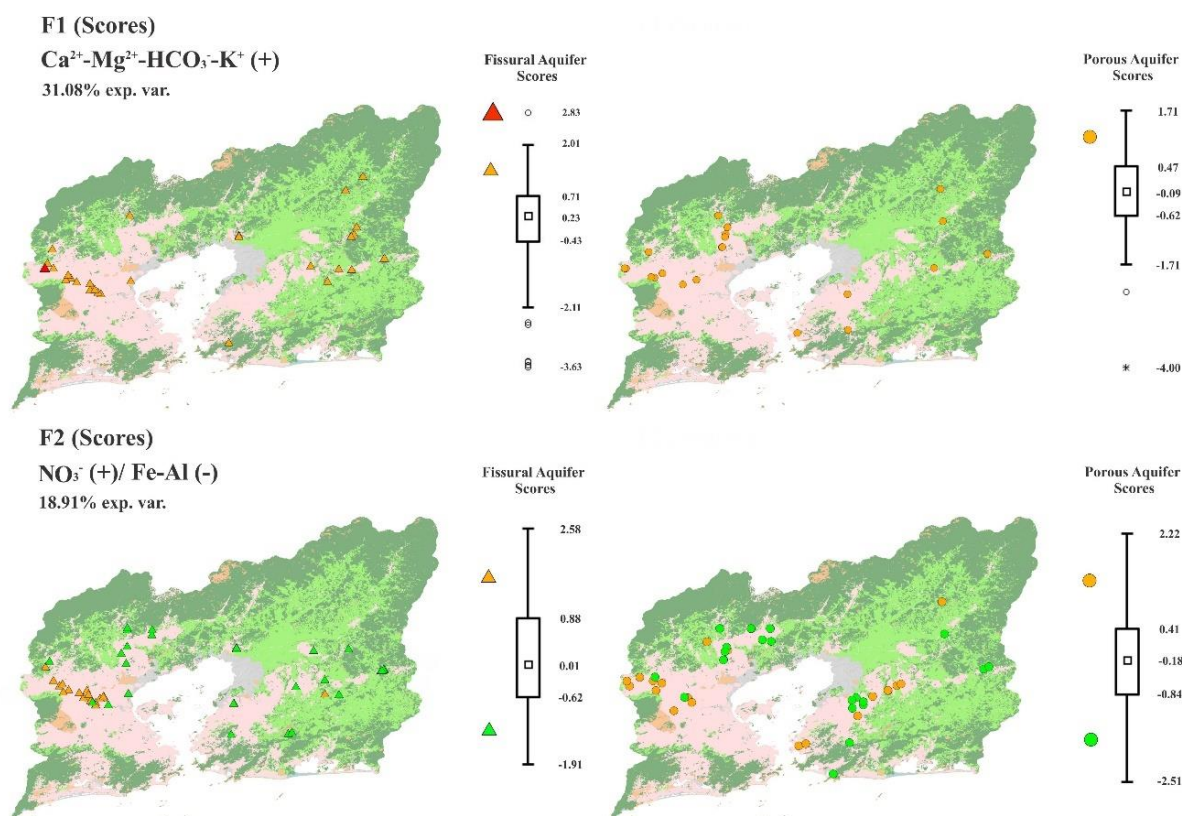 F1 (Scores)
Ca²⁺-Mg²⁺-HCO₃⁻-K⁺ (+)
31.08% exp. var.
Fissural Aquifer
Scores
2.83
2.01
0.71
0.23
-0.43
-2.11
-3.63
Porous Aquifer
Scores
1.71
0.47
-0.09
-0.62
-1.71
-4.00
F2 (Scores)
NO₃⁻ (+)/ Fe-Al (-)
18.91% exp. var.
Fissural Aquifer
Scores
2.58
0.88
0.01
-0.62
-1.91
Porous Aquifer
Scores
2.22
0.41
-0.18
-0.84
-2.51